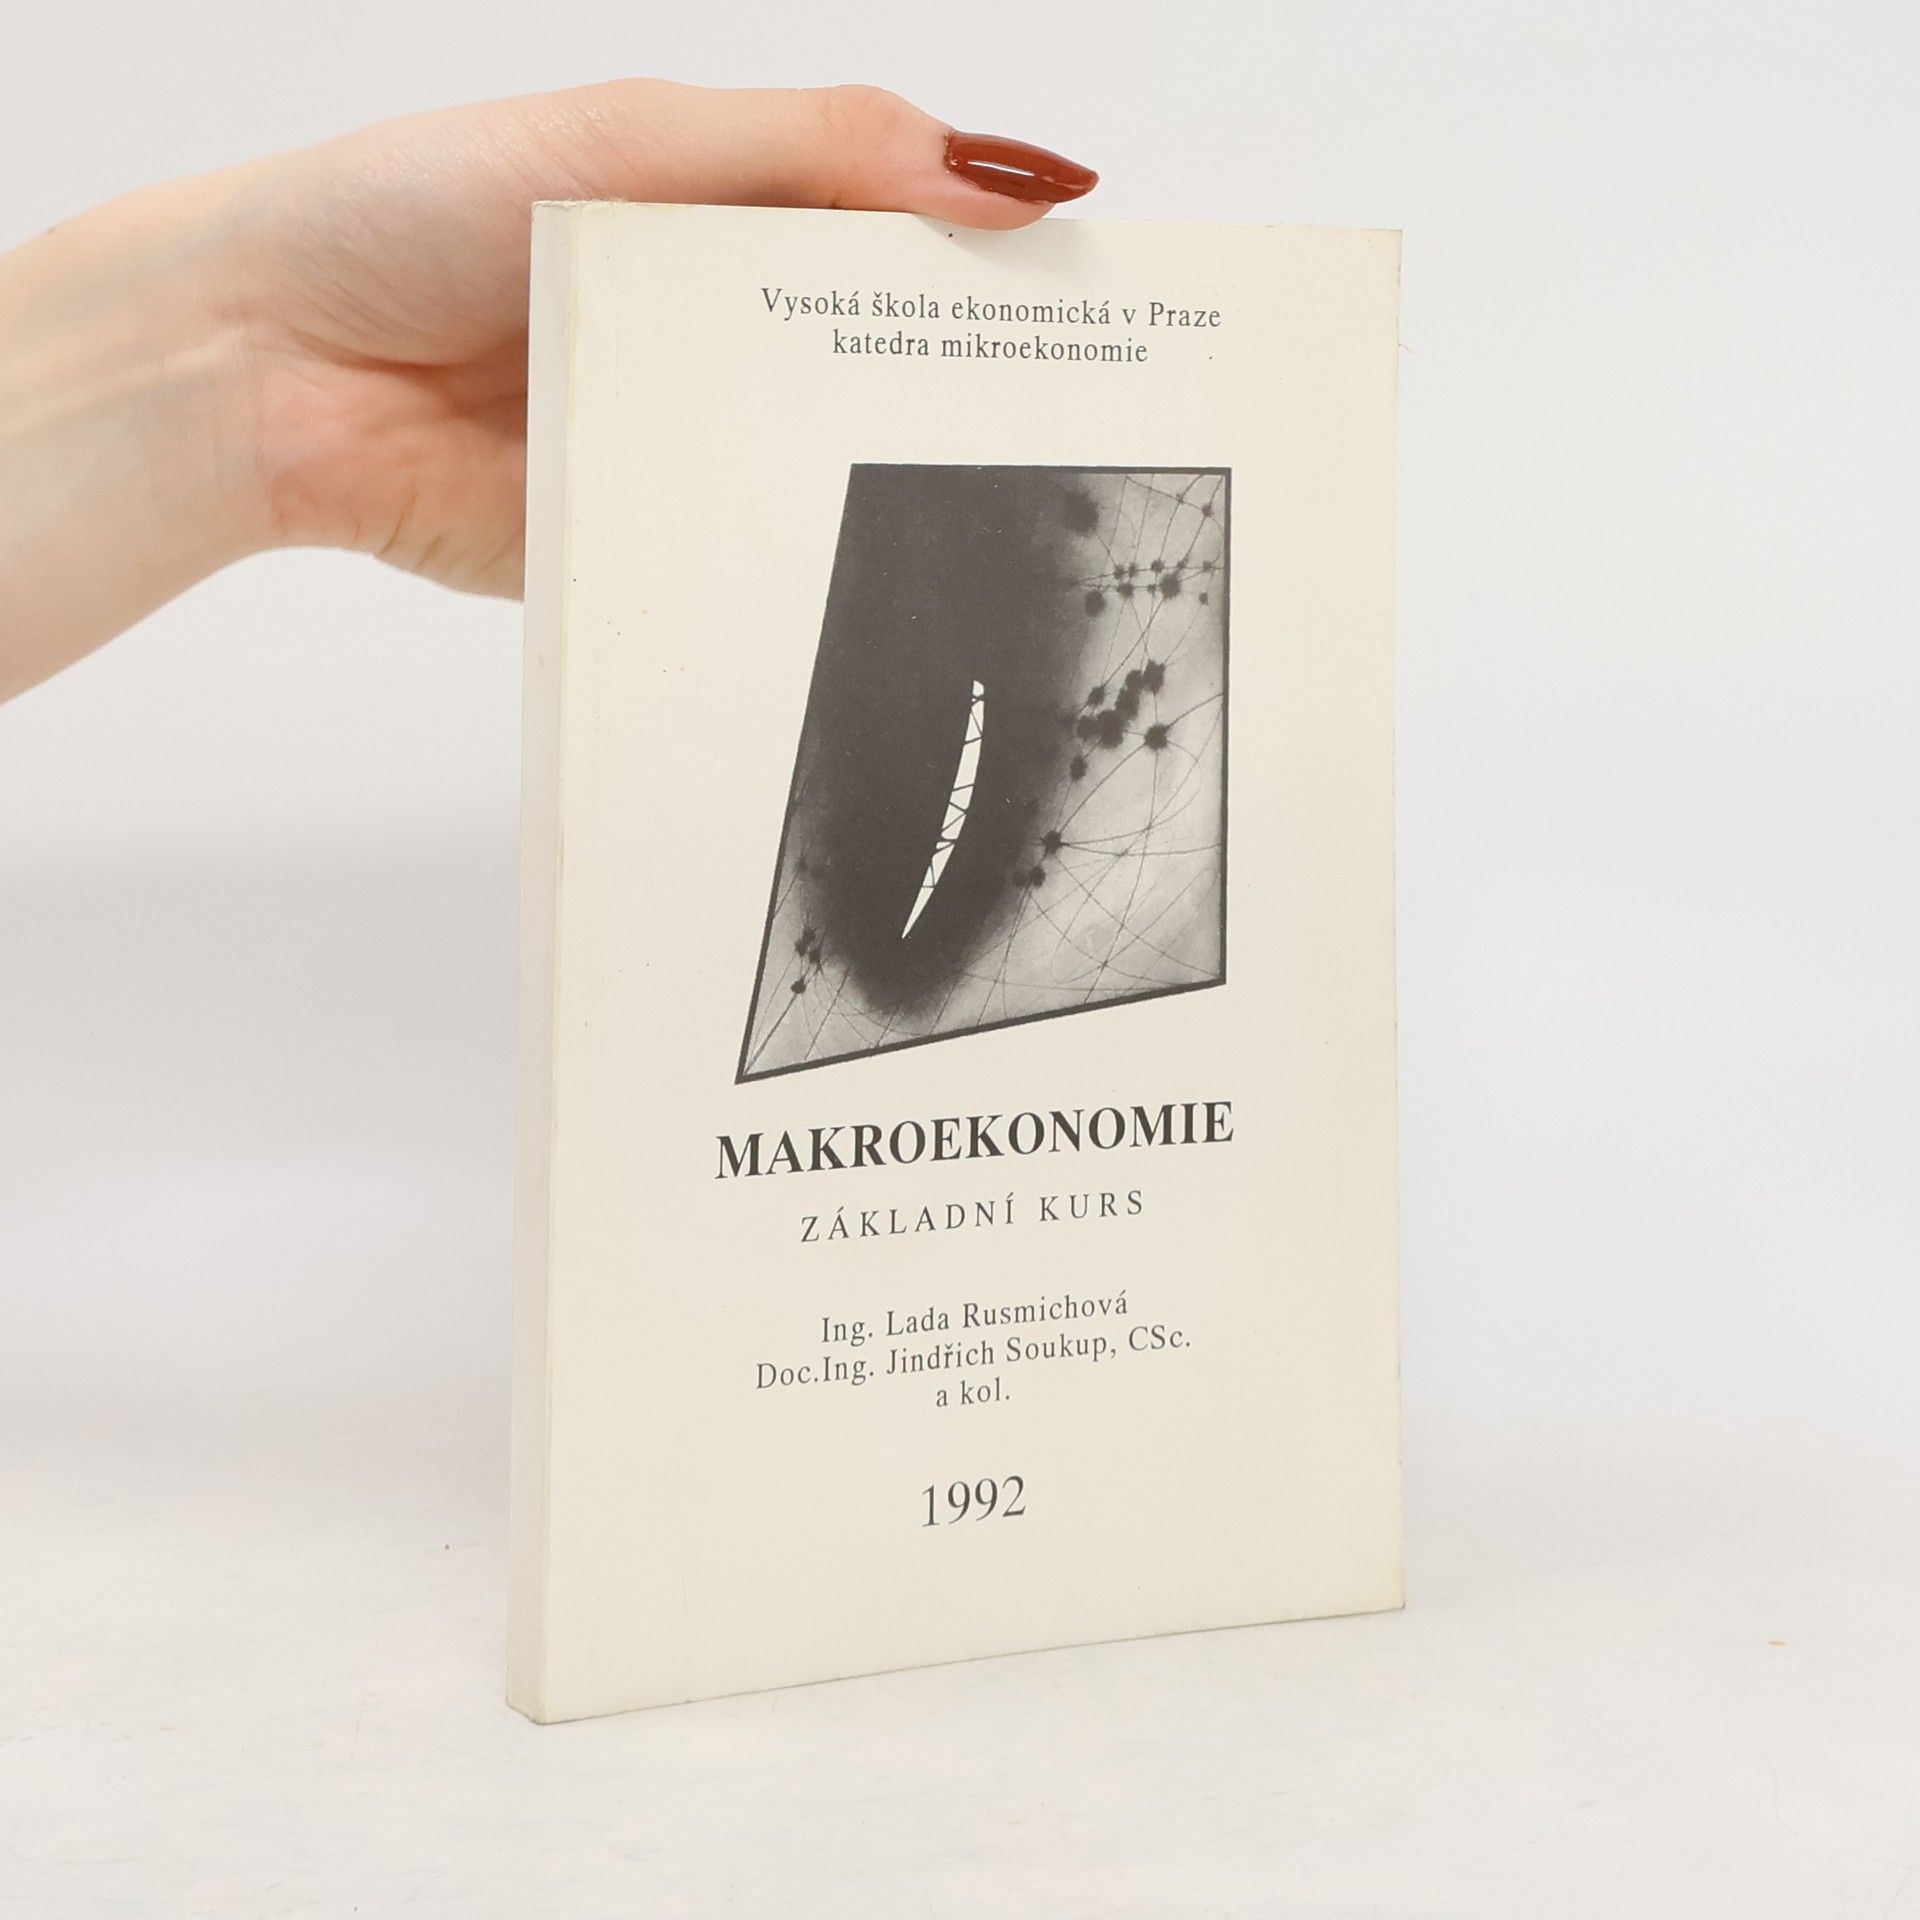 Vysoká škola ekonomická v Praze
katedra mikroekonomie
MAKROEKONOMIE
ZÁKLADNÍ KURS
Ing. Lada Rusmichová
Doc.Ing. Jindřich Soukup, CSc.
a kol.
1992